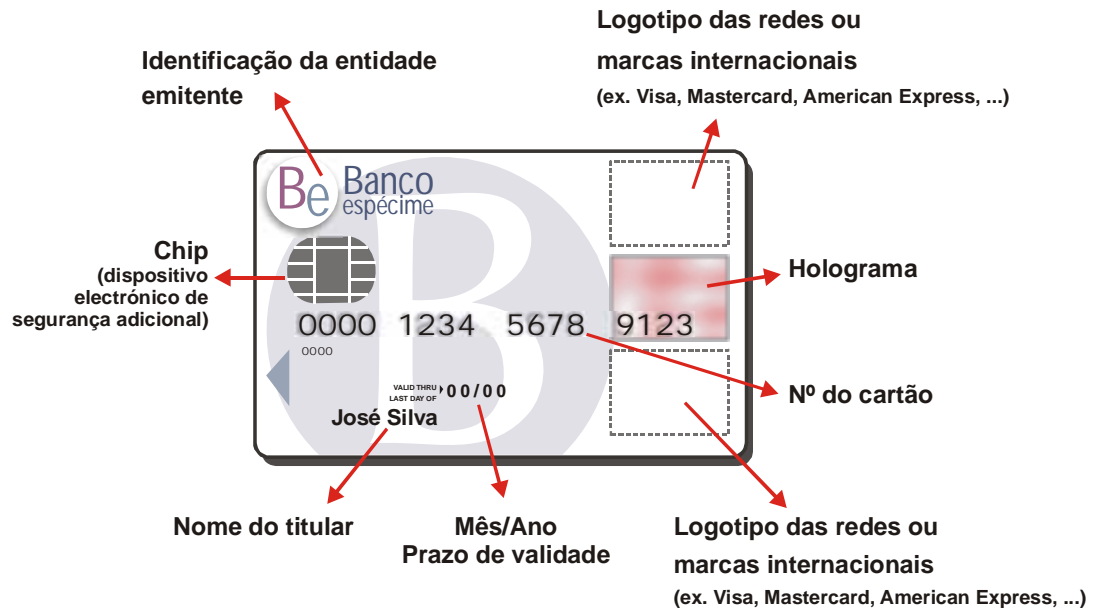 Logotipo das redes ou
marcas internacionais
(ex. Visa, Mastercard, American Express, ...)
Identificação da entidade
emitente
Be Banco
espécime
Chip
(dispositivo
electrónico de
segurança adicional)
Holograma
0000 1234 5678 9123
0000
Nº do cartão
VALID THRU
LAST DAY OF
00/00
José Silva
Nome do titular
Mês/Ano
Prazo de validade
Logotipo das redes ou
marcas internacionais
(ex. Visa, Mastercard, American Express, ...)